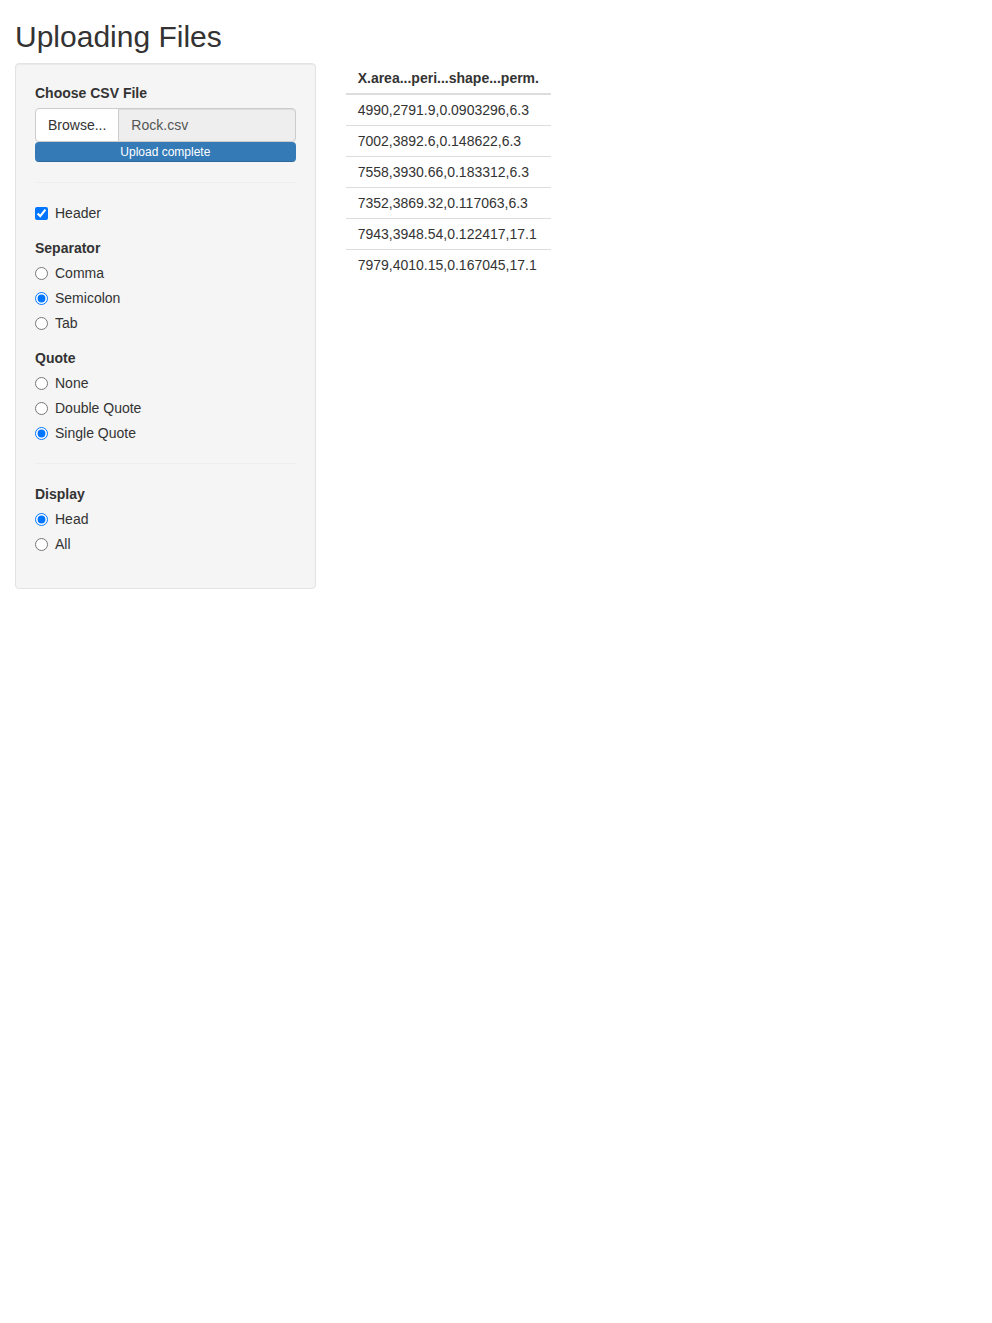 Uploading Files
Choose CSV File
Browse... Rock.csv
Upload complete
Header
Separator
Comma
Semicolon
Tab
Quote
None
Double Quote
Single Quote
Display
Head
All
X.area...peri...shape...perm.
4990,2791.9,0.0903296,6.3
7002,3892.6,0.148622,6.3
7558,3930.66,0.183312,6.3
7352,3869.32,0.117063,6.3
7943,3948.54,0.122417,17.1
7979,4010.15,0.167045,17.1